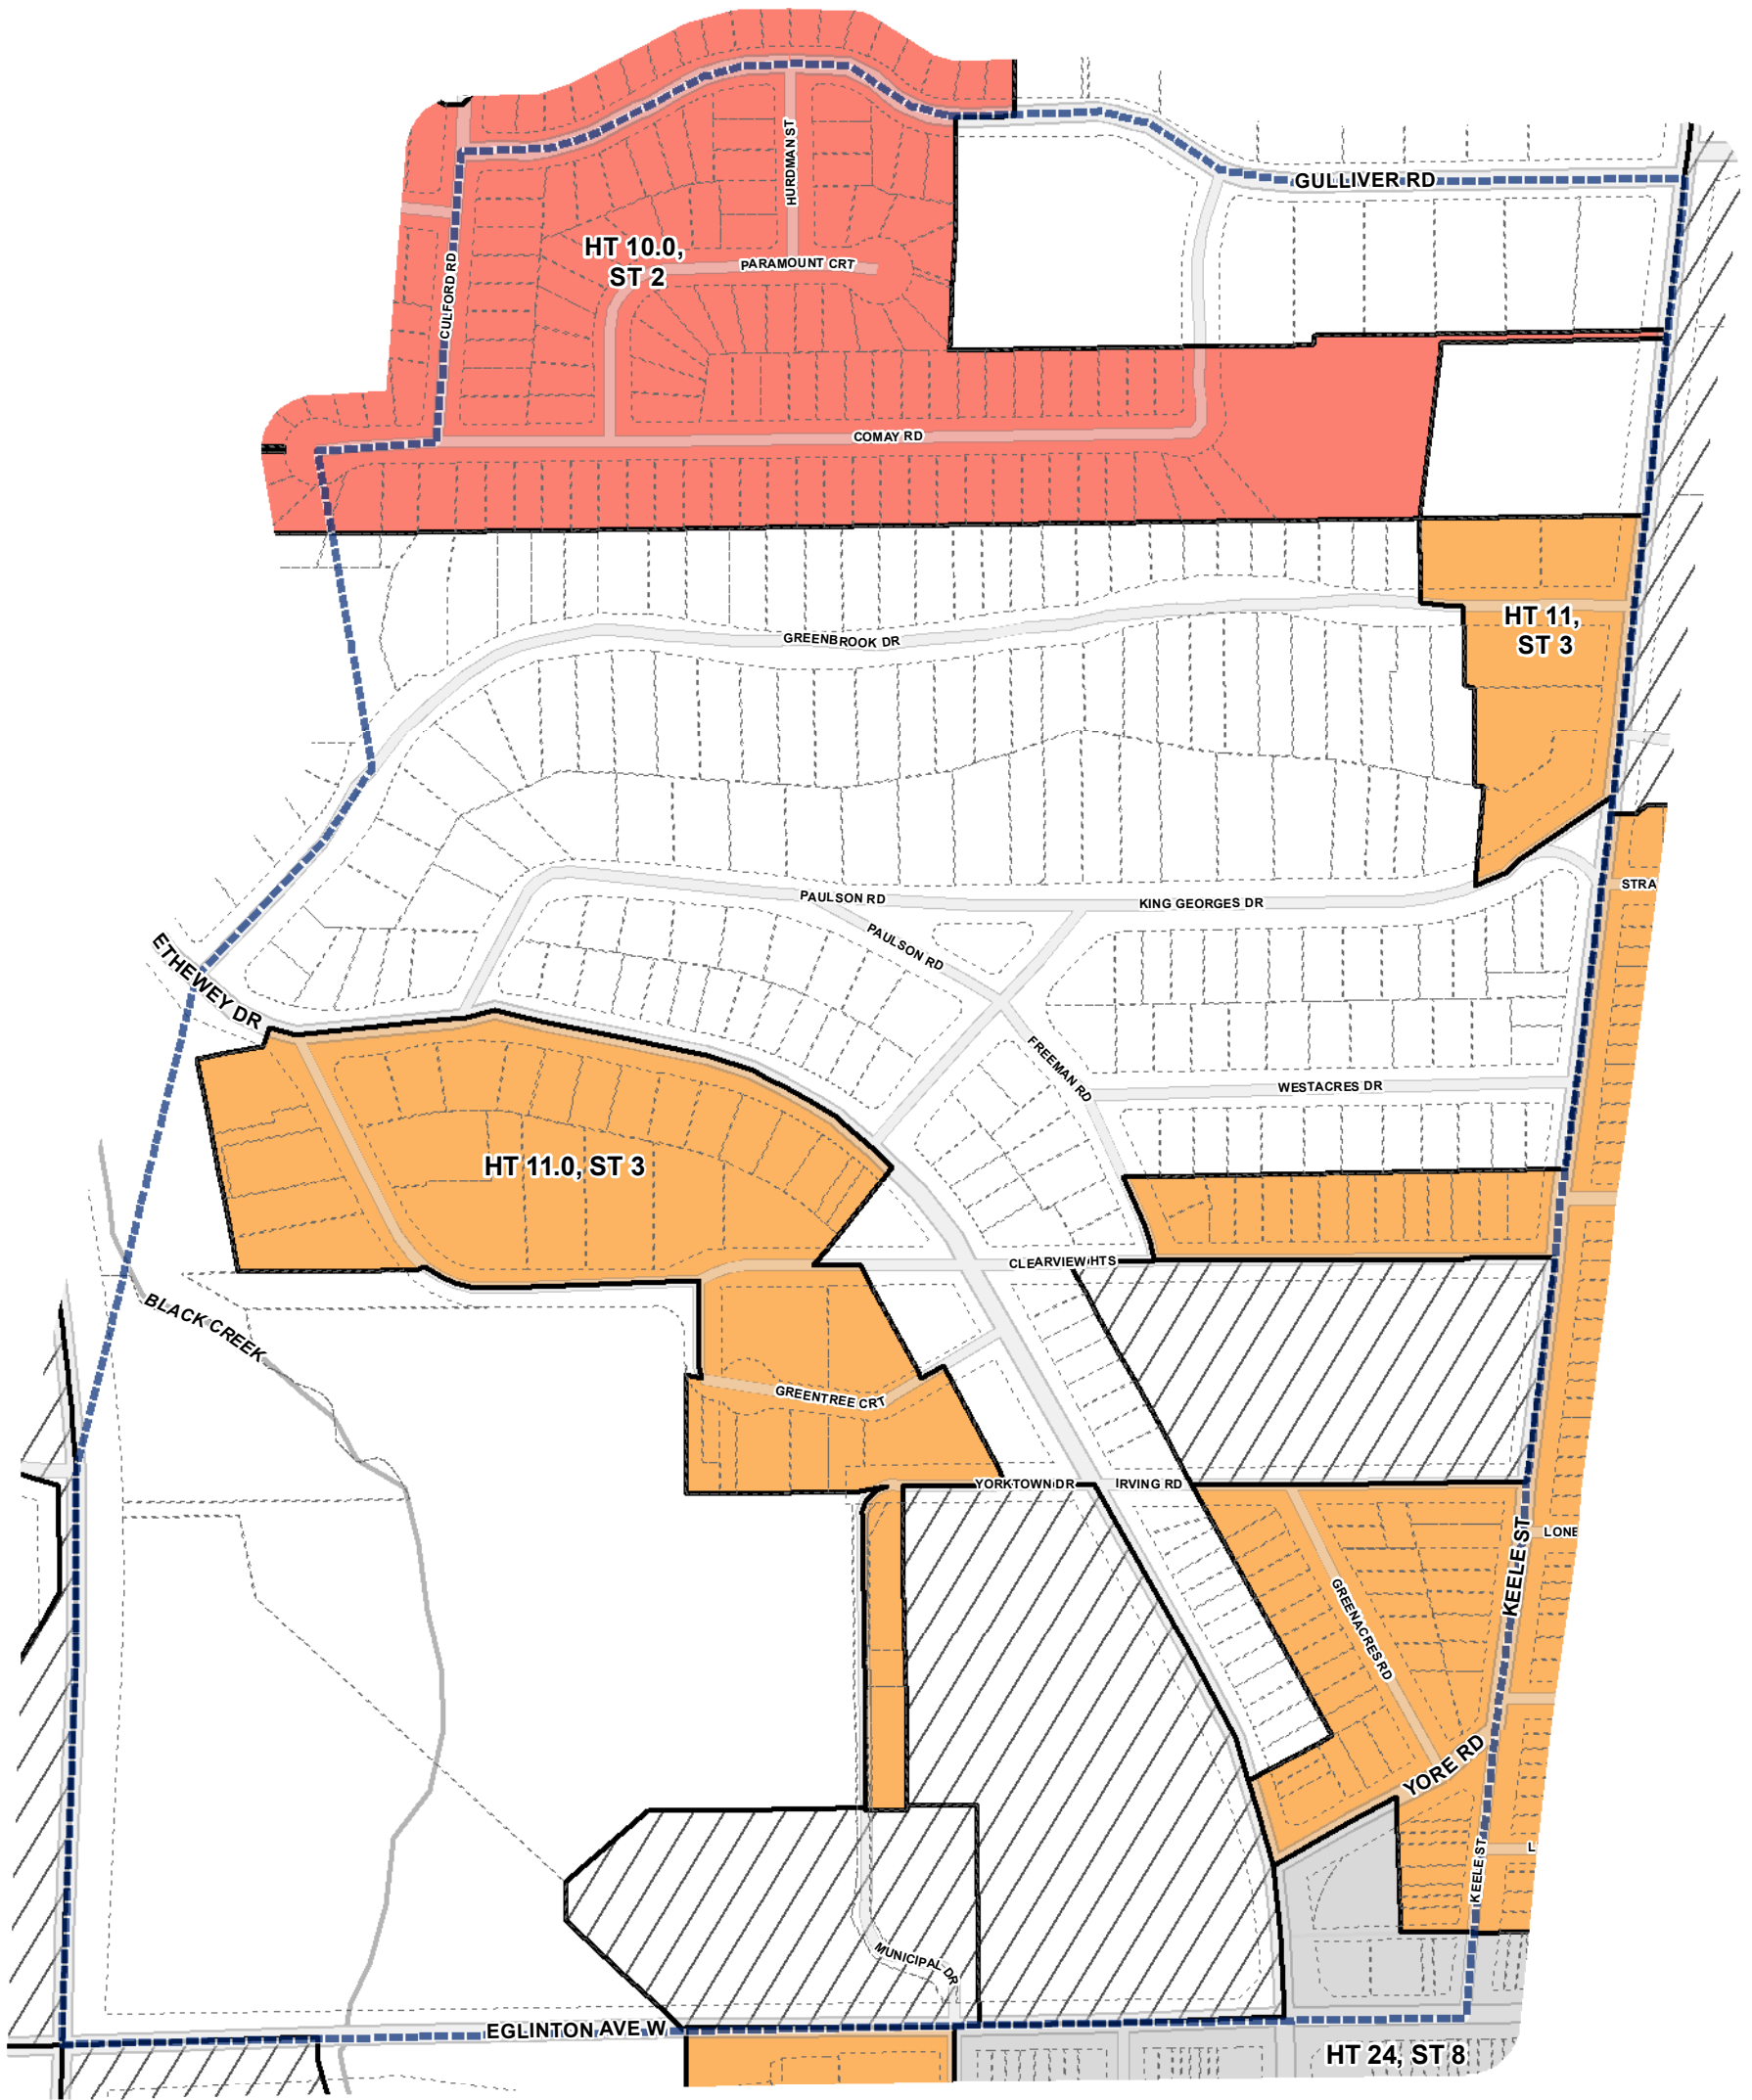 HURDMAN ST
GULLIVER RD
HT 10.0,
ST 2
PARAMOUNT CRT
CULFORD RD
COMAY RD
GREENBROOK DR
HT 11,
ST 3
STRA
PAULSON RD
KING GEORGES DR
PAULSON RD
ETHEWEY DR
FREEMAN RD
WESTACRES DR
HT 11.0, ST 3
CLEARVIEW HTS
BLACK CREEK
GREENTREE CRT
YORKTOWN DR
IRVING RD
LONE
KEELE ST
GREENACRES RD
YORE RD
KEELE ST
L
MUNICIPAL DR
EGLINTON AVE W
HT 24, ST 8